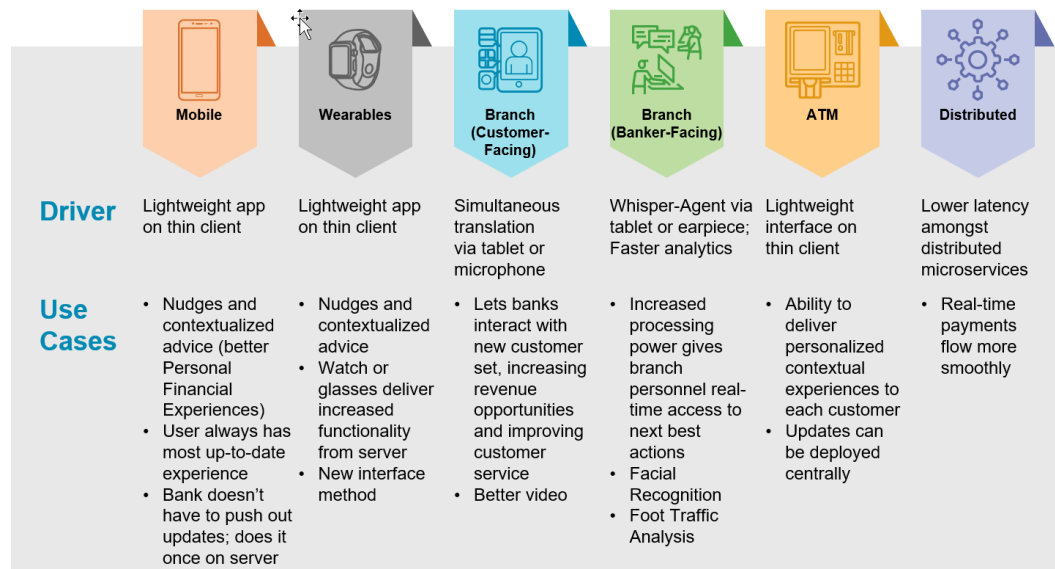 Mobile
Wearables
Branch
(Customer-
Facing)
Branch
(Banker-Facing)
ATM
Distributed
Driver
Lightweight app
on thin client
Lightweight app
on thin client
Simultaneous
translation
via tablet or
microphone
Whisper-Agent via
tablet or earpiece;
Faster analytics
Lightweight
interface on
thin client
Lower latency
amongst
distributed
microservices
Use
Cases
• Nudges and
contextualized
advice (better
Personal
Financial
Experiences)
• User always has
most up-to-date
experience
• Bank doesn’t
have to push out
updates; does it
once on server
• Nudges and
contextualized
advice
• Watch or
glasses deliver
increased
functionality
from server
• New interface
method
• Lets banks
interact with
new customer
set, increasing
revenue
opportunities
and improving
customer
service
• Better video
• Increased
processing
power gives
branch
personnel real-
time access to
next best
actions
• Facial
Recognition
• Foot Traffic
Analysis
• Ability to
deliver
personalized
contextual
experiences to
each customer
• Updates can
be deployed
centrally
• Real-time
payments
flow more
smoothly